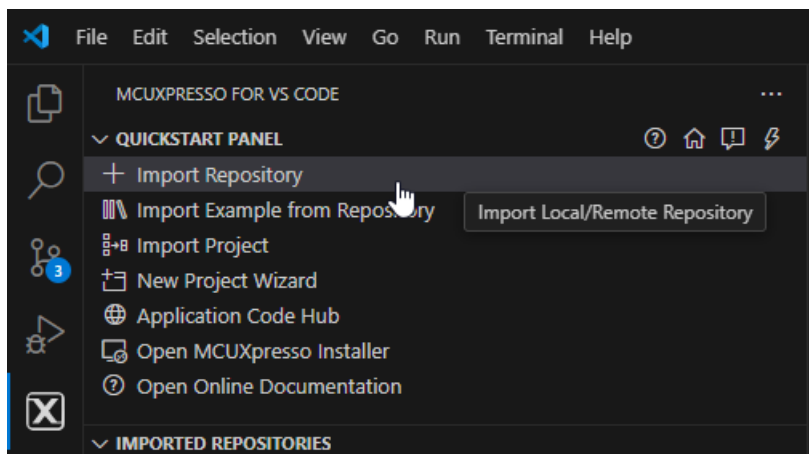 File Edit Selection View Go Run Terminal Help
MCUXPRESSO FOR VS CODE
QUICKSTART PANEL
Import Repository
Import Example from Repository
Import Local/Remote Repository
3
Import Project
New Project Wizard
Application Code Hub
Open MCUXpresso Installer
Open Online Documentation
IMPORTED REPOSITORIES